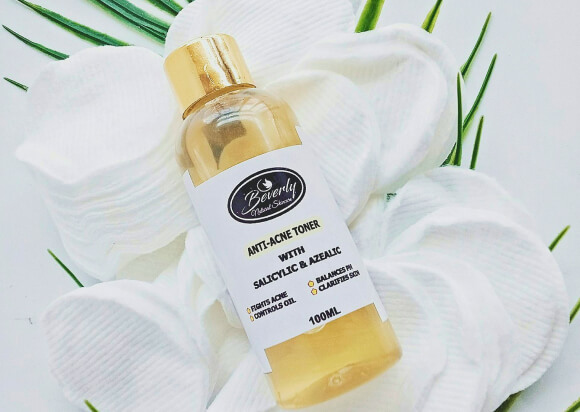 Beverly
Natural Skincare
ANTI-ACNE TONER
WITH
SALICYLIC & AZEALIC
FIGHTS ACNE
CONTROLS OIL
BALANCES PH
CLARIFIES SKIN
100ML